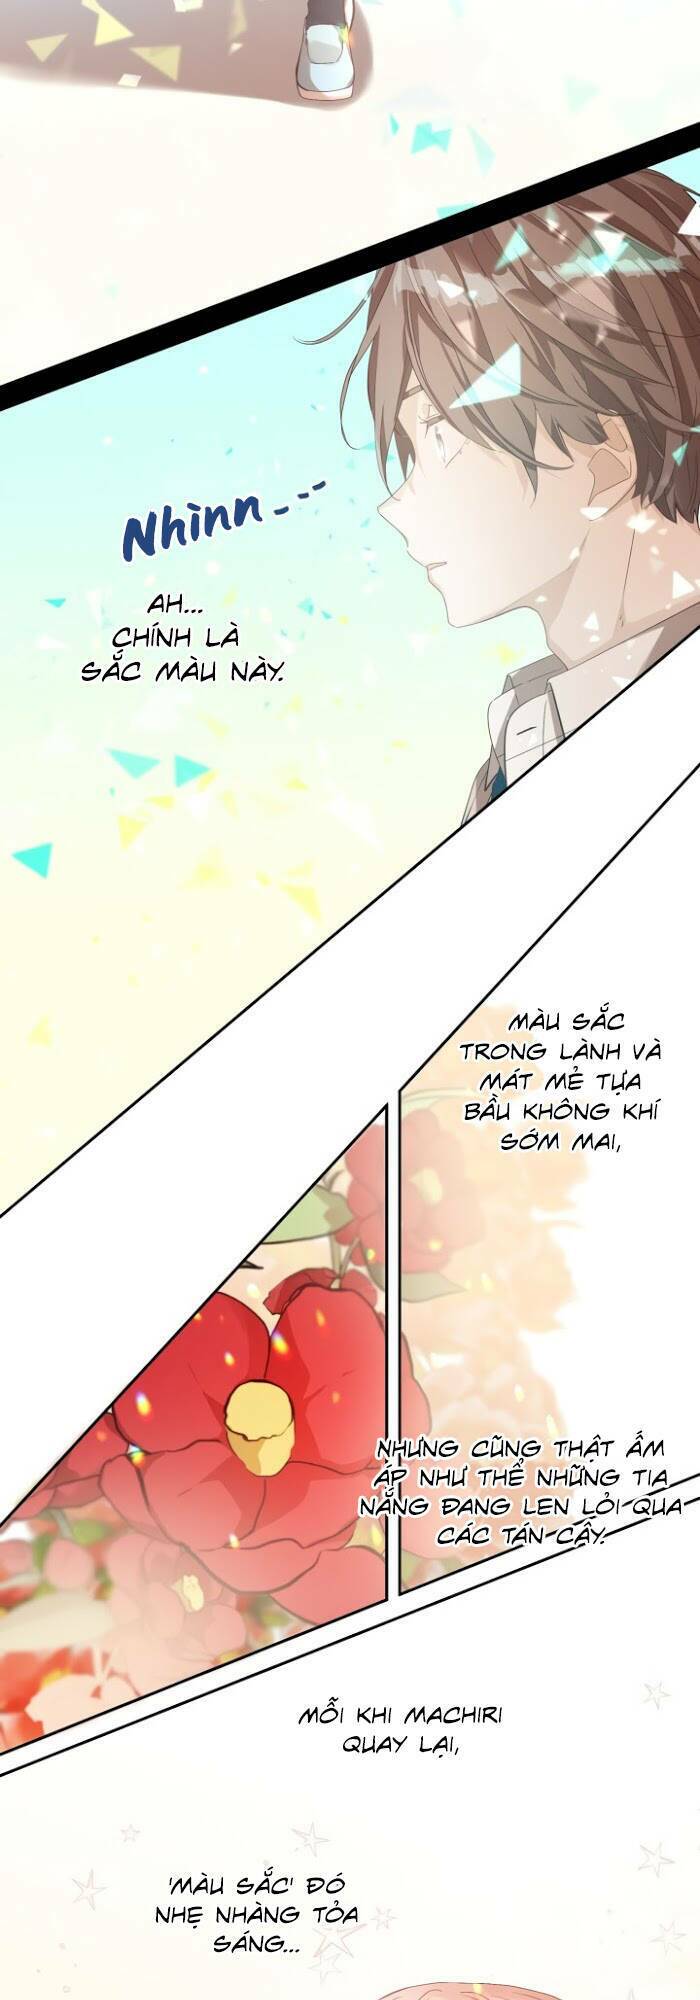 Nhìnn...
AH...
CHÍNH LÀ
SẮC MÀU NÀY.
MÀU SẮC
TRONG LÀNH VÀ
MÁT MẺ TỰA
BẦU KHÔNG KHÍ
SỚM MAI,
NHƯNG CŨNG THẬT ẤM
ÁP NHƯ THỂ NHỮNG TIA
NẮNG ĐANG LEN LỎI QUA
CÁC TÁN CÂY.
MỖI KHI MACHIRI
QUAY LẠI,
'MÀU SẮC' ĐÓ
NHẸ NHÀNG TỎA
SÁNG...